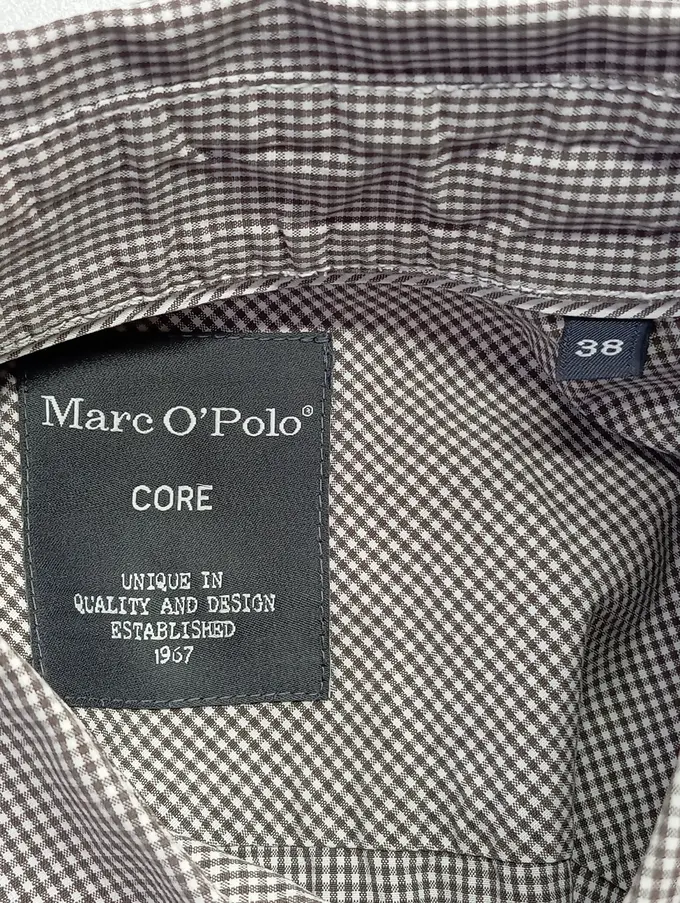 38
Marc O'Polo®
CORE
UNIQUE IN
QUALITY AND DESIGN
ESTABLISHED
1967